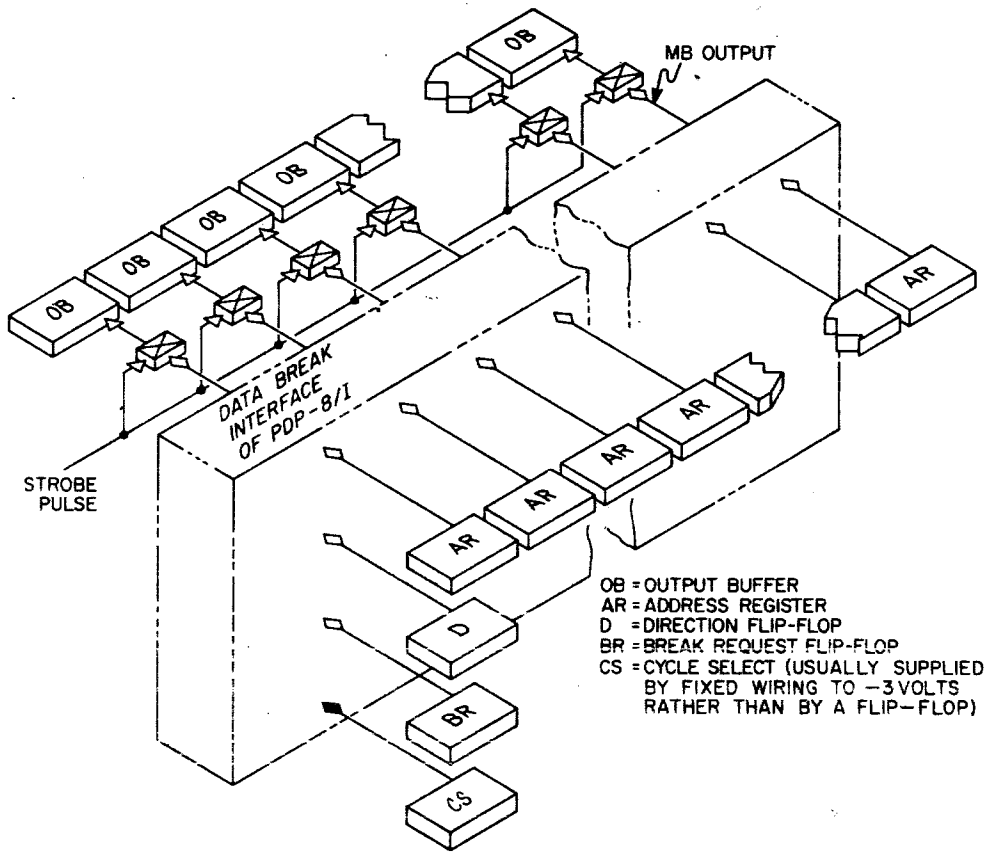 OB
MB OUTPUT
OB
OB
OB
OB
AR
DATA BREAK
INTERFACE
OF PDP-8/I
STROBE
PULSE
AR
AR
AR
AR
D
BR
CS
OB = OUTPUT BUFFER
AR = ADDRESS REGISTER
D = DIRECTION FLIP-FLOP
BR = BREAK REQUEST FLIP-FLOP
CS = CYCLE SELECT (USUALLY SUPPLIED
BY FIXED WIRING TO -3 VOLTS
RATHER THAN BY A FLIP-FLOP)